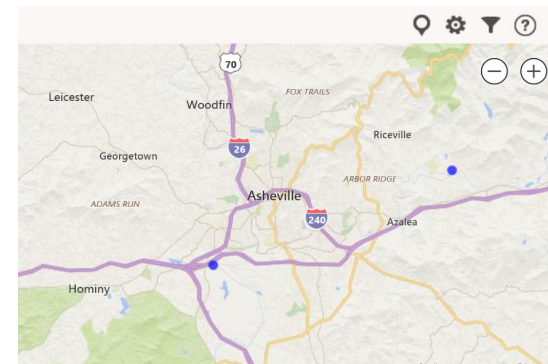 ?
70
Leicester
Woodfin
FOX TRAILS
26
Riceville
Georgetown
ARBOR RIDGE
ADAMS RUN
Asheville
240
Azalea
Hominy